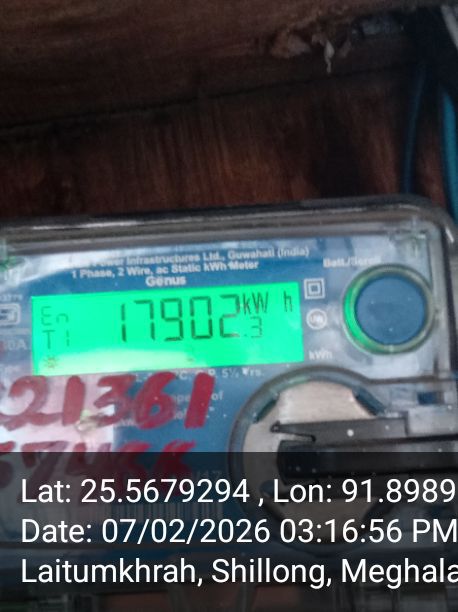 Power Infrastructures Ltd., Guwahati (India)
1 Phase, 2 Wire, ac Static kWh Meter
Genus
Batt./Scroll
En 17902.3 kW h
T1
kWh
21361
Lat: 25.5679294 , Lon: 91.8989
Date: 07/02/2026 03:16:56 PM
Laitumkhrah, Shillong, Meghala